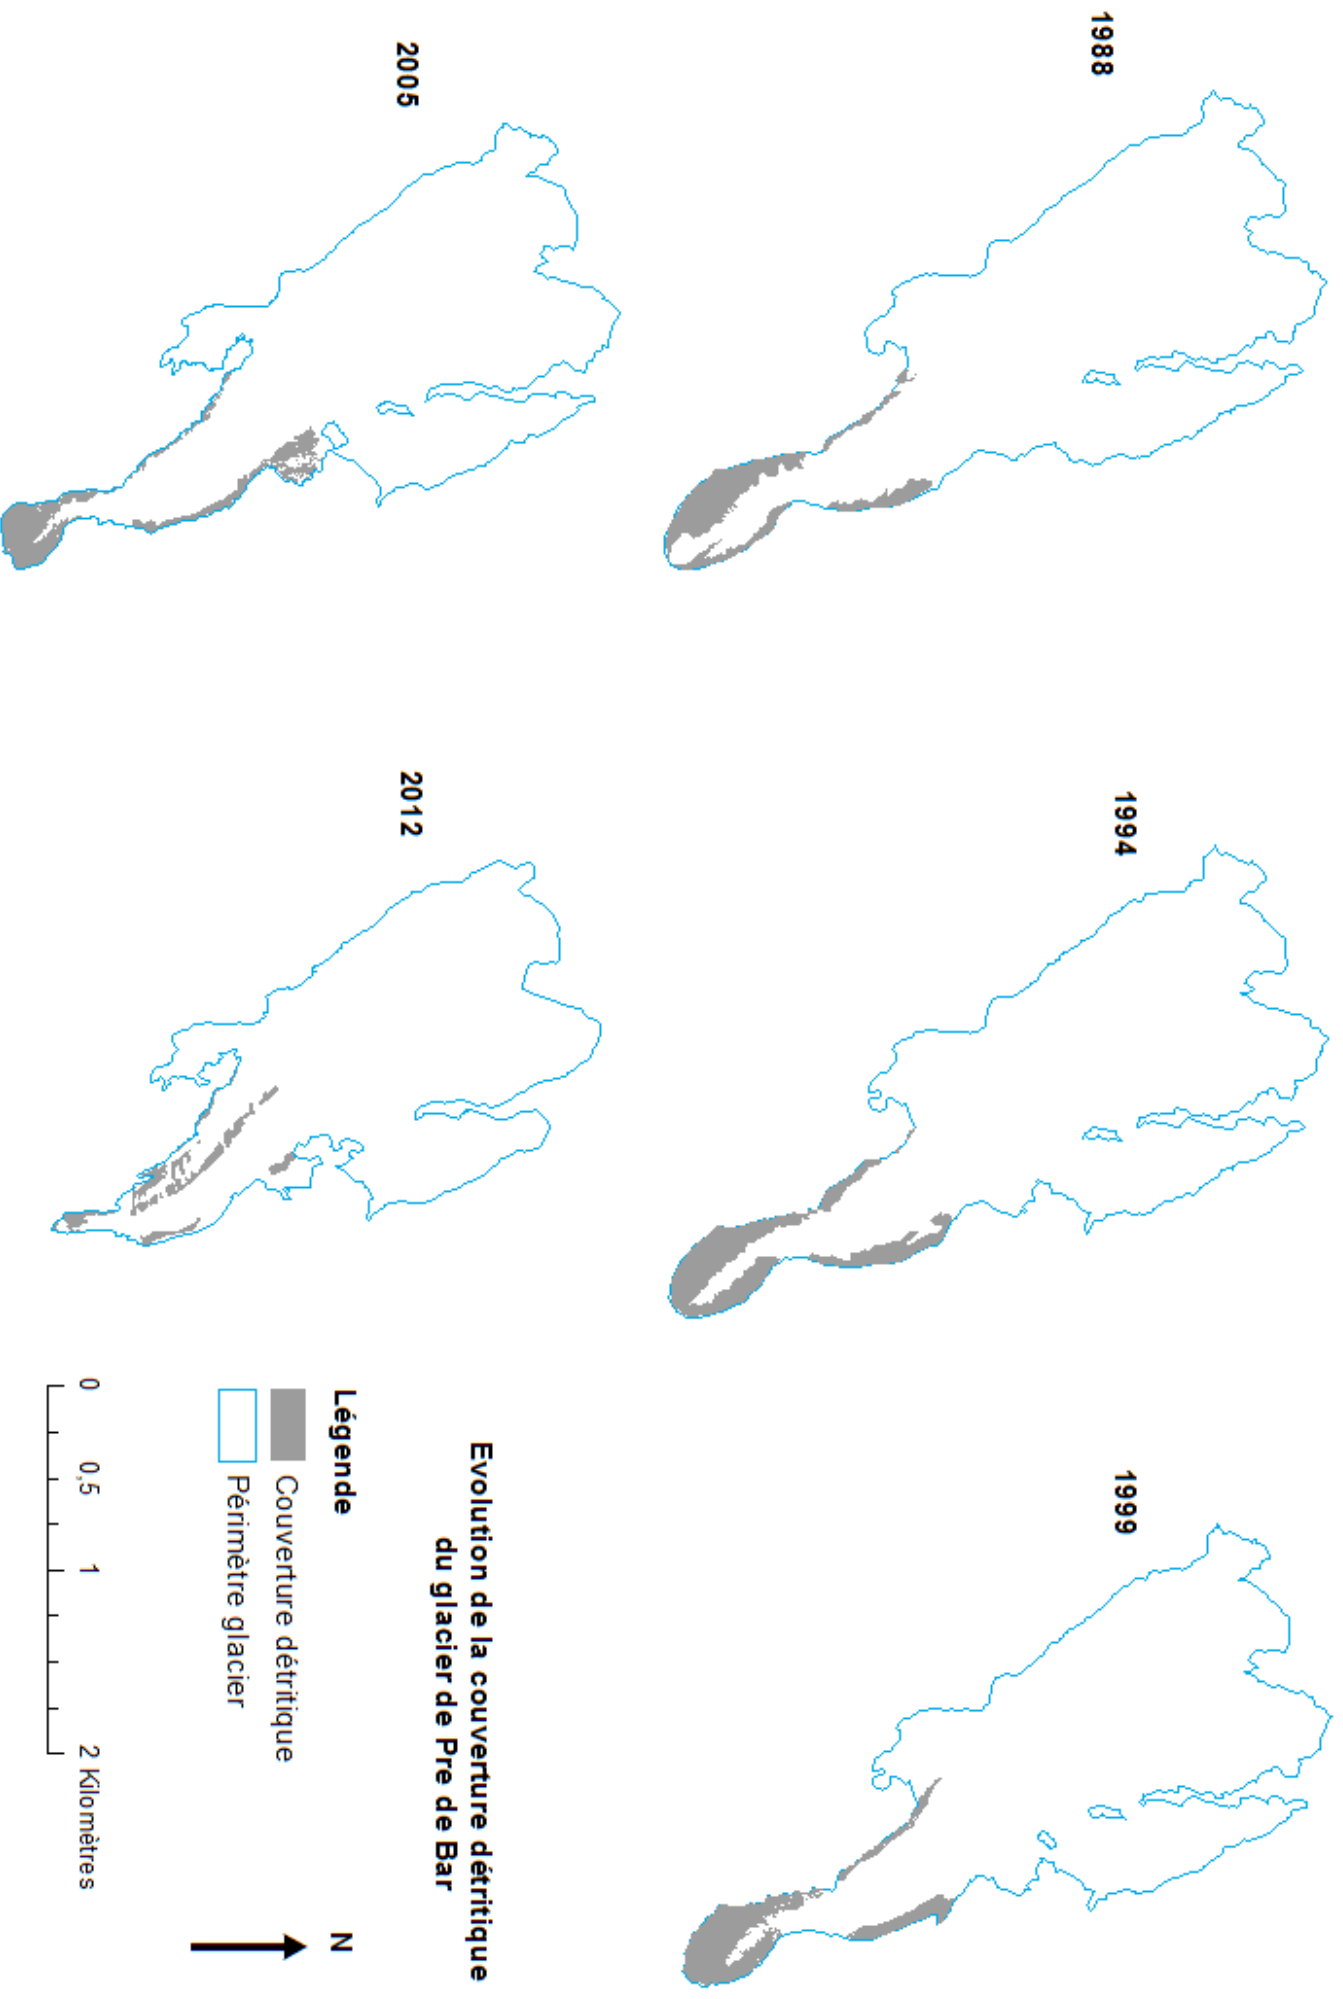 1988
1994
1999
2005
2012
Evolution de la couverture détritique
du glacier de Pre de Bar
Légende
Couverture détritique
Périmètre glacier
0 0,5 1 2 Kilomètres
N